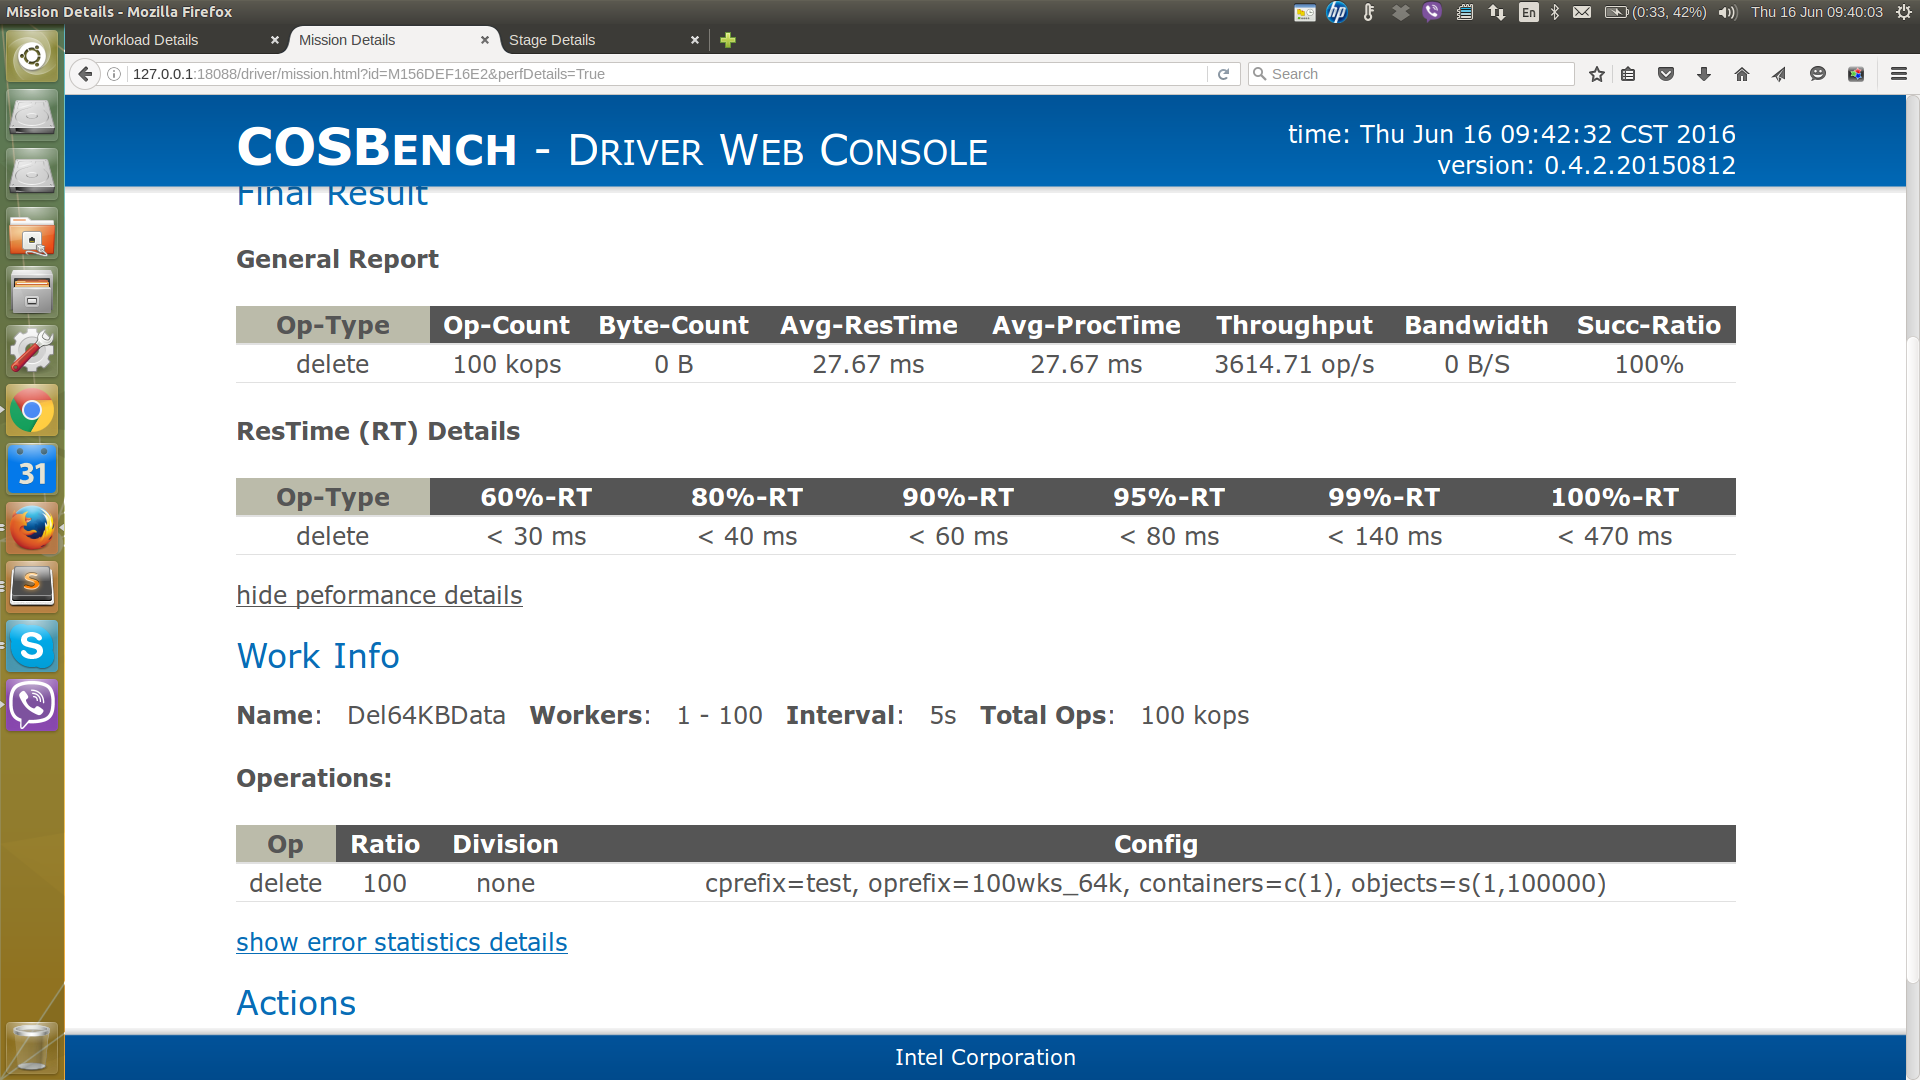 Mission Details - Mozilla Firefox
En (0:33, 42%) Thu 16 Jun 09:40:03
Workload Details Mission Details Stage Details
127.0.0.1:18088/driver/mission.html?id=M156DEF16E2&perfDetails=True Search
COSBENCH - DRIVER WEB CONSOLE
time: Thu Jun 16 09:42:32 CST 2016
version: 0.4.2.20150812
Final Result
General Report
Op-Type Op-Count Byte-Count Avg-ResTime Avg-ProcTime Throughput Bandwidth Succ-Ratio
delete 100 kops 0 B 27.67 ms 27.67 ms 3614.71 op/s 0 B/S 100%
ResTime (RT) Details
Op-Type 60%-RT 80%-RT 90%-RT 95%-RT 99%-RT 100%-RT
delete < 30 ms < 40 ms < 60 ms < 80 ms < 140 ms < 470 ms
hide peformance details
Work Info
Name: Del64KBData Workers: 1 - 100 Interval: 5s Total Ops: 100 kops
Operations:
Op Ratio Division Config
delete 100 none cprefix=test, oprefix=100wks_64k, containers=c(1), objects=s(1,100000)
show error statistics details
Actions
Intel Corporation
31